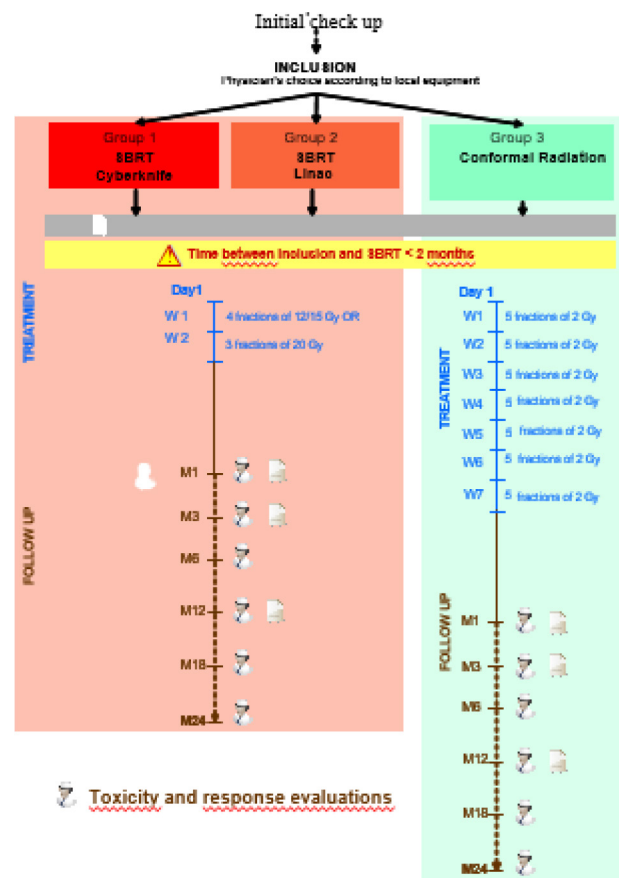 Initial check up
INCLUSION
Physician's choice according to local equipment
Group 1
SBRT
Cyberknife
Group 2
SBRT
Linac
Group 3
Conformal Radiation
Time between inclusion and SBRT < 2 months
TREATMENT
Day1
W 1
4 fractions of 12/15 Gy OR
W 2
3 fractions of 20 Gy
FOLLOW UP
M1
M3
M6
M12
M18
M24
TREATMENT
Day 1
W1 5 fractions of 2 Gy
W2 5 fractions of 2 Gy
W3 5 fractions of 2 Gy
W4 5 fractions of 2 Gy
W5 5 fractions of 2 Gy
W6 5 fractions of 2 Gy
W7 5 fractions of 2 Gy
FOLLOW UP
M1
M3
M6
M12
M18
M24
Toxicity and response evaluations